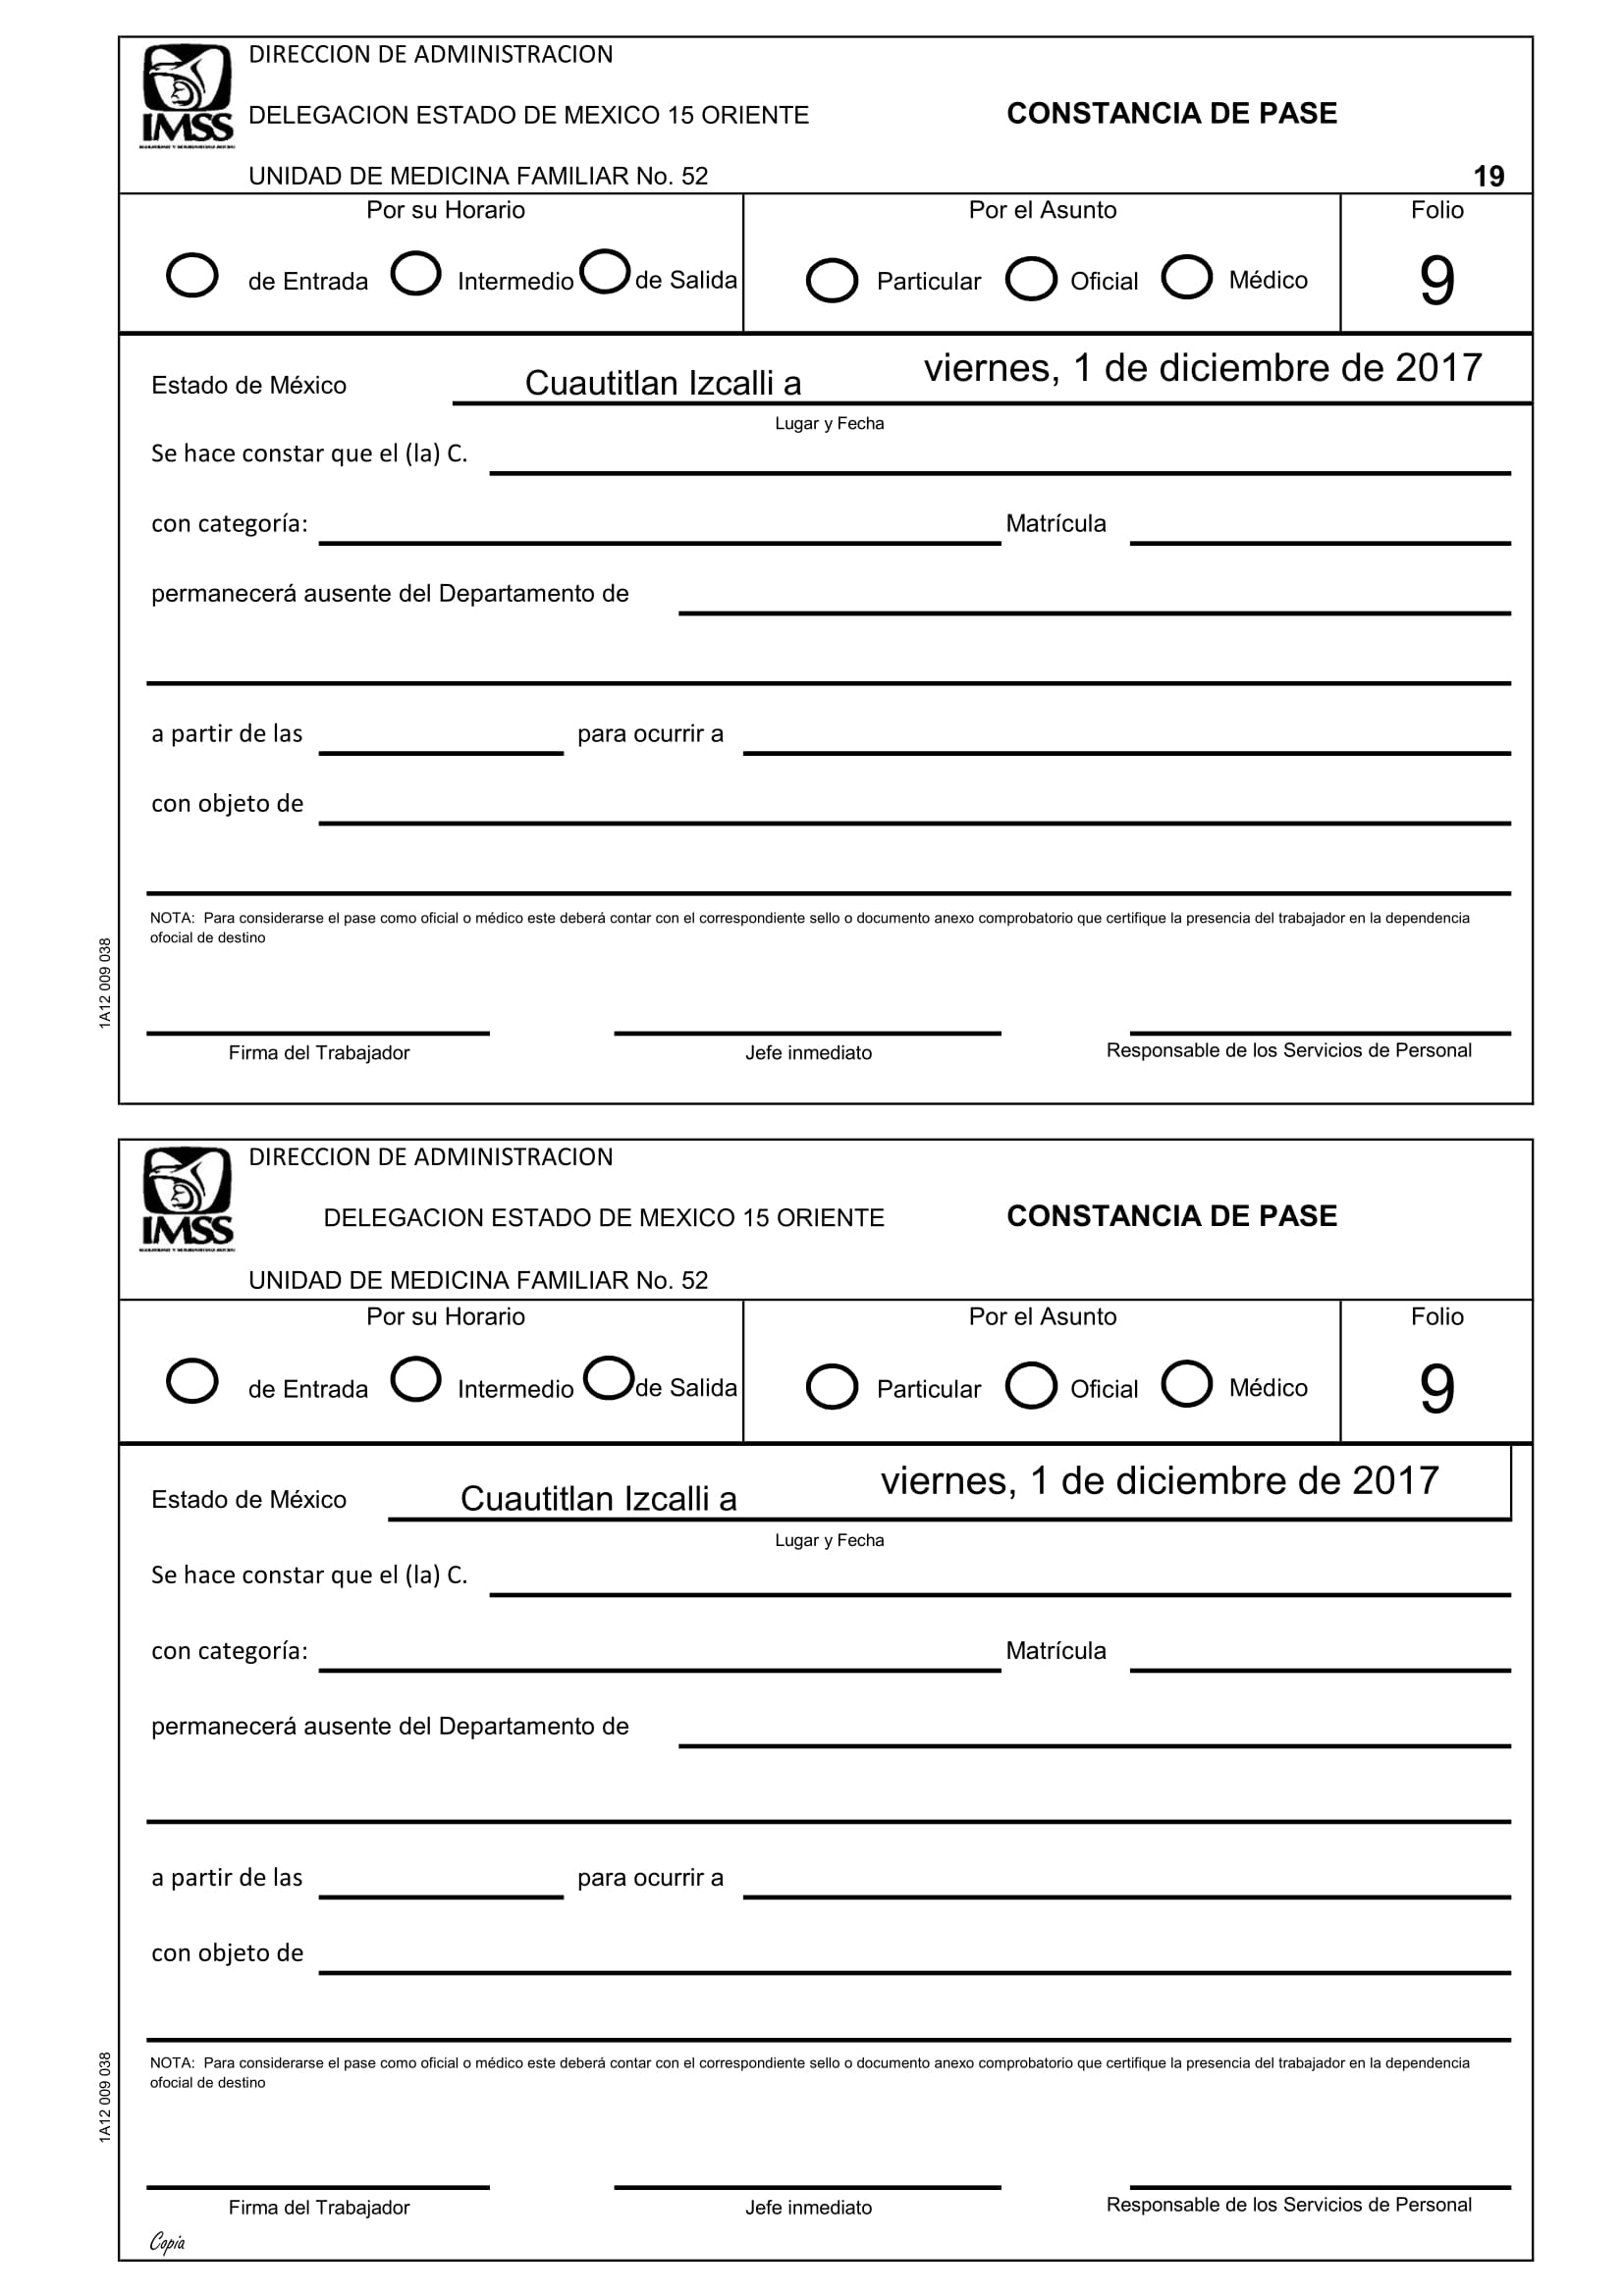 DIRECCION DE ADMINISTRACION
IMSS
DELEGACION ESTADO DE MEXICO 15 ORIENTE CONSTANCIA DE PASE
UNIDAD DE MEDICINA FAMILIAR No. 52 19
Por su Horario Por el Asunto Folio
de Entrada Intermedio de Salida Particular Oficial Médico 9
Estado de México Cuautitlan Izcalli a viernes, 1 de diciembre de 2017
Lugar y Fecha
Se hace constar que el (la) C.
con categoría: Matrícula
permanecerá ausente del Departamento de
a partir de las para ocurrir a
con objeto de
NOTA: Para considerarse el pase como oficial o médico este deberá contar con el correspondiente sello o documento anexo comprobatorio que certifique la presencia del trabajador en la dependencia
ofocial de destino
1A12 009 038
Firma del Trabajador Jefe inmediato Responsable de los Servicios de Personal
DIRECCION DE ADMINISTRACION
IMSS
DELEGACION ESTADO DE MEXICO 15 ORIENTE CONSTANCIA DE PASE
UNIDAD DE MEDICINA FAMILIAR No. 52
Por su Horario Por el Asunto Folio
de Entrada Intermedio de Salida Particular Oficial Médico 9
Estado de México Cuautitlan Izcalli a viernes, 1 de diciembre de 2017
Lugar y Fecha
Se hace constar que el (la) C.
con categoría: Matrícula
permanecerá ausente del Departamento de
a partir de las para ocurrir a
con objeto de
NOTA: Para considerarse el pase como oficial o médico este deberá contar con el correspondiente sello o documento anexo comprobatorio que certifique la presencia del trabajador en la dependencia
ofocial de destino
1A12 009 038
Firma del Trabajador Jefe inmediato Responsable de los Servicios de Personal
Copia